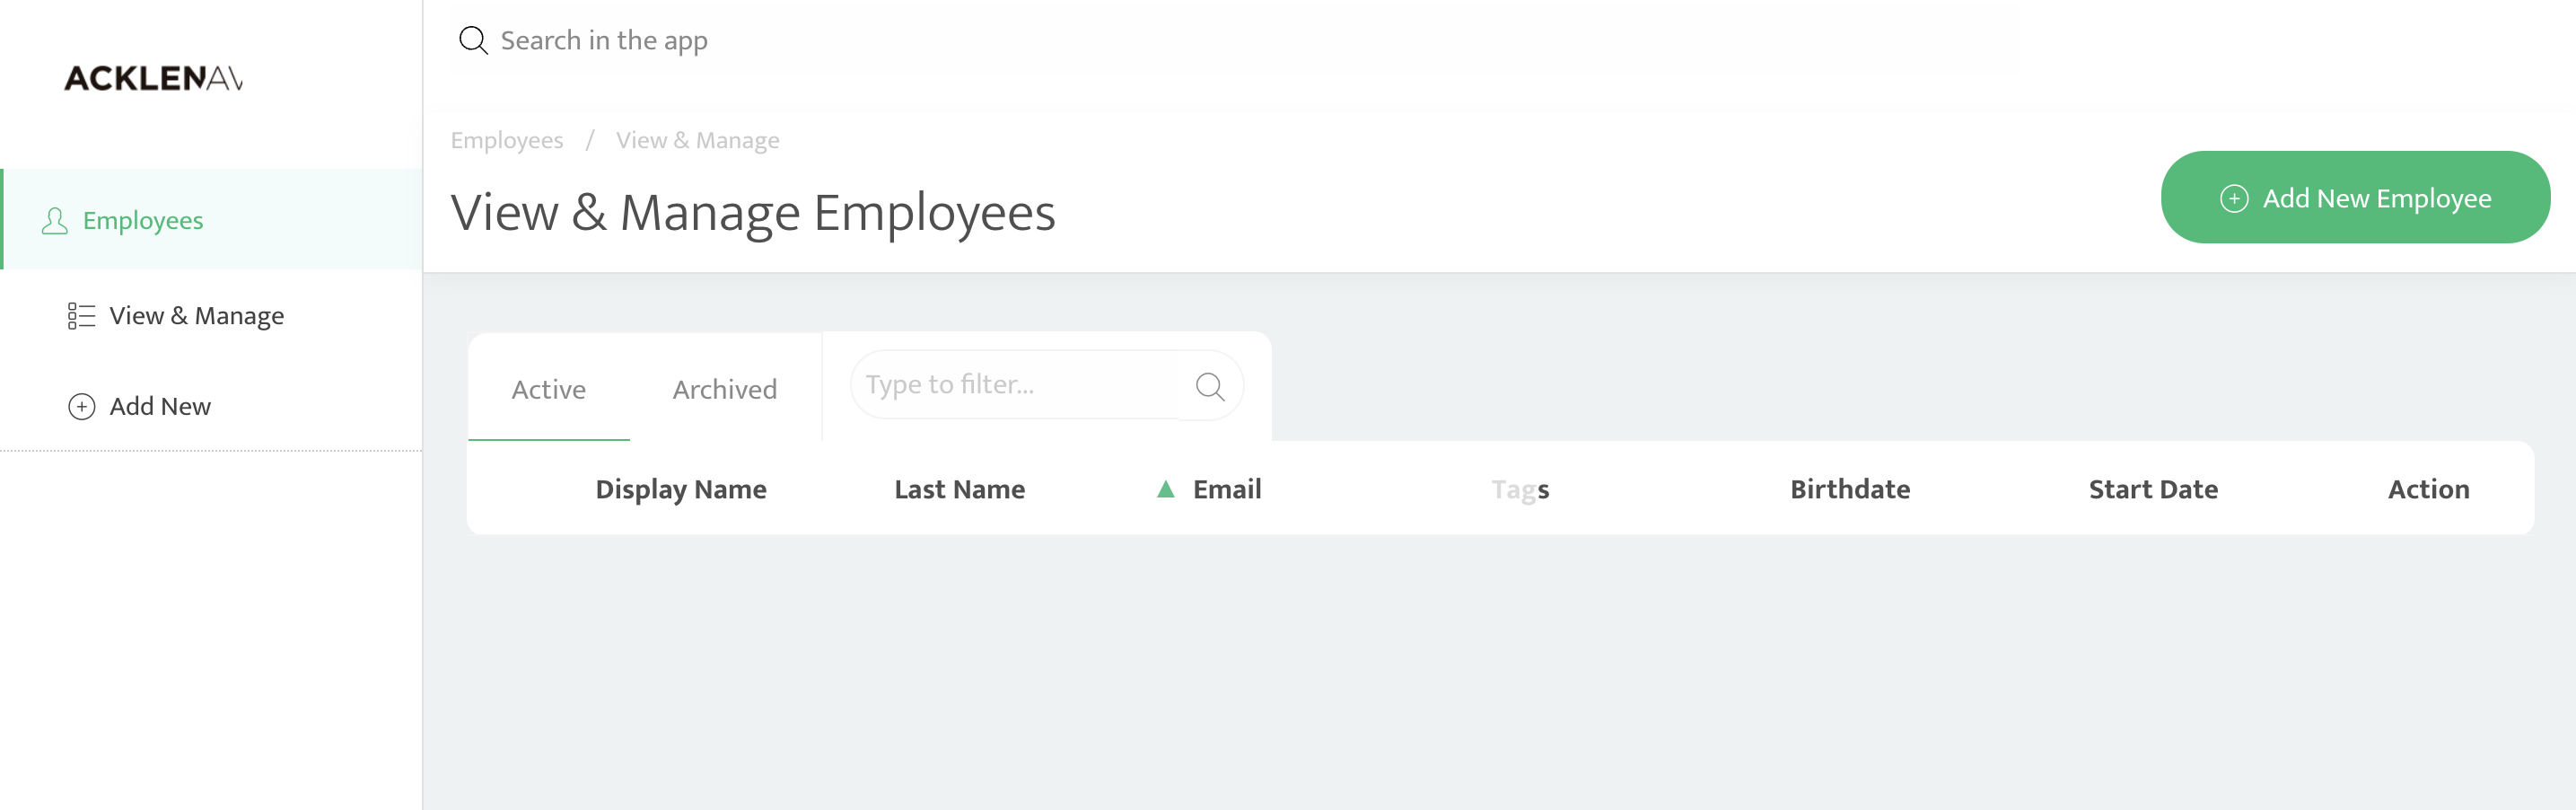 ACKLENAV
Search in the app
Employees / View & Manage
View & Manage Employees
Add New Employee
Employees
View & Manage
Add New
Active
Archived
Type to filter...
Display Name Last Name ▲ Email Tags Birthdate Start Date Action